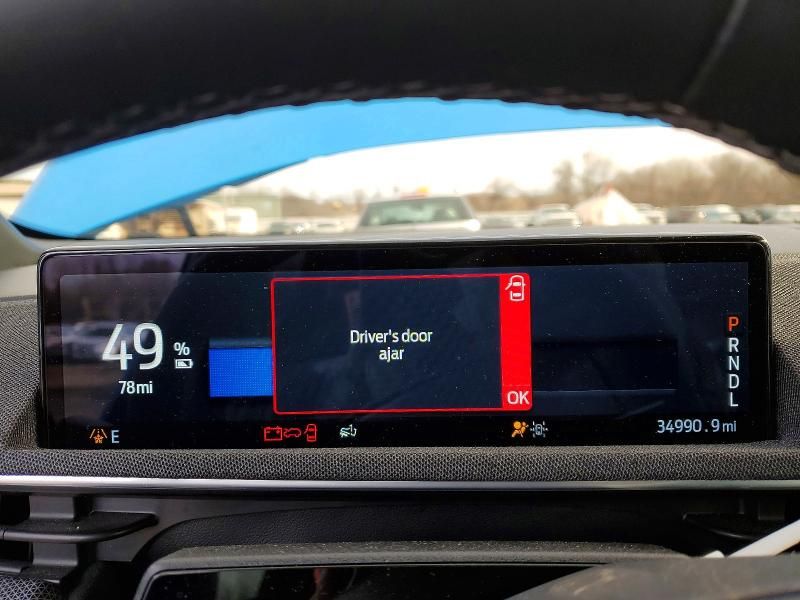 49 %
78mi
Driver's door
ajar
OK
P
R
N
D
L
E
34990.9 mi